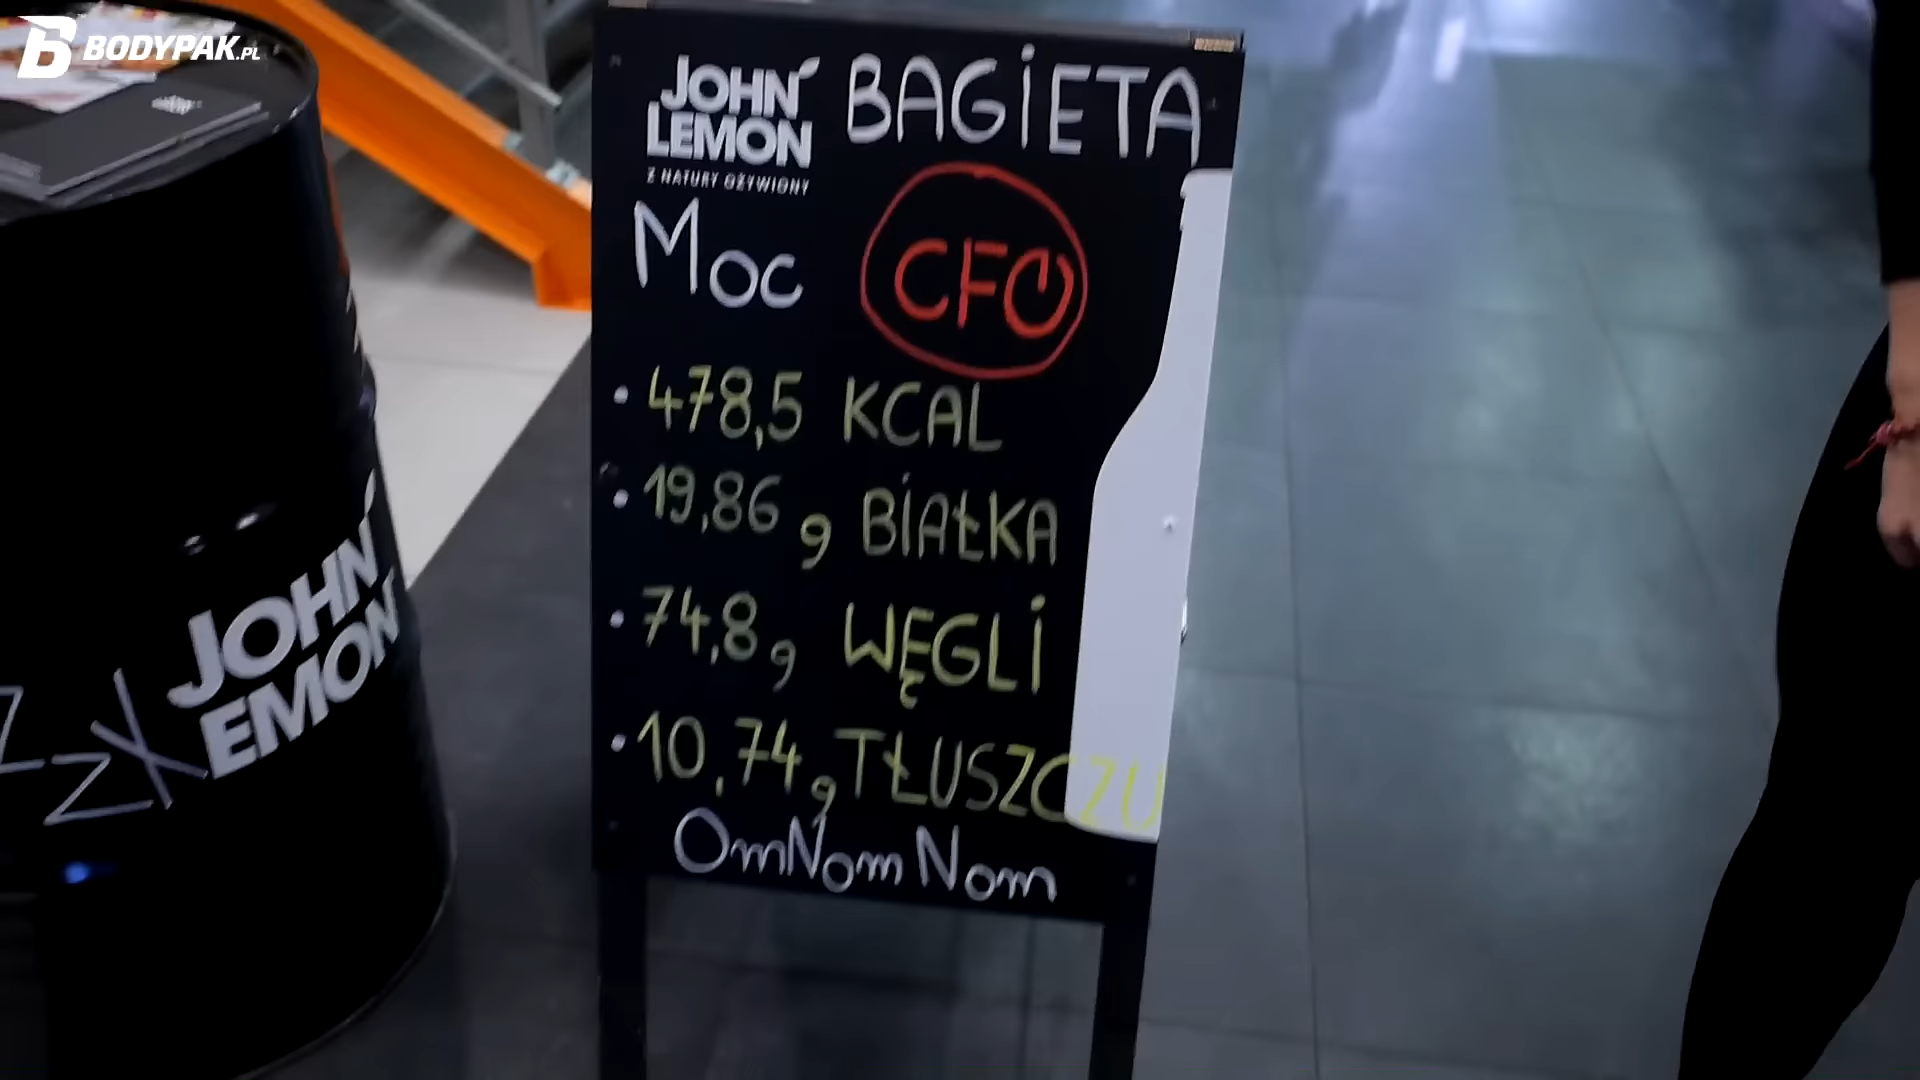 BODYPAK.PL
JOHN
LEMON
Z NATURY OŻYWIONY
BAGiETA
Moc
CFO
• 478,5 KCAL
• 19,86 g BiAŁKA
• 74,8 g WĘGLi
• 10,74 g TŁUSZCZU
OmNomNom
JOHN
EMON